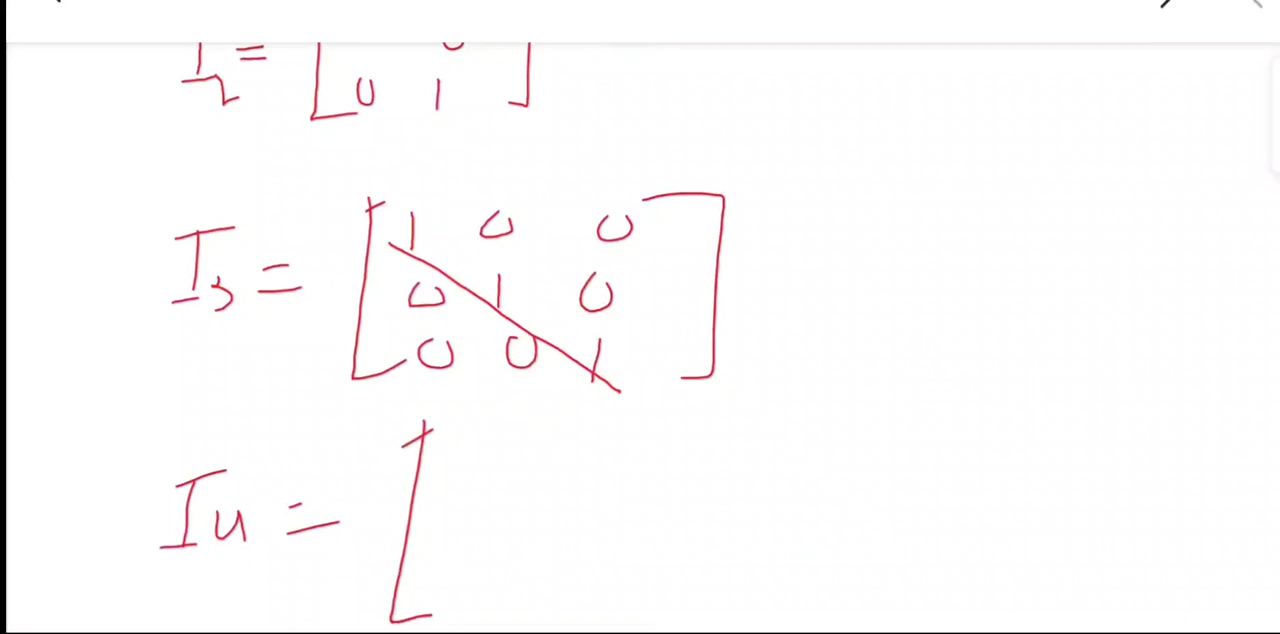 I2 = [
0 1 ]
I3 = [ 1 0 0 ]
0 1 0
0 0 1
I4 = [